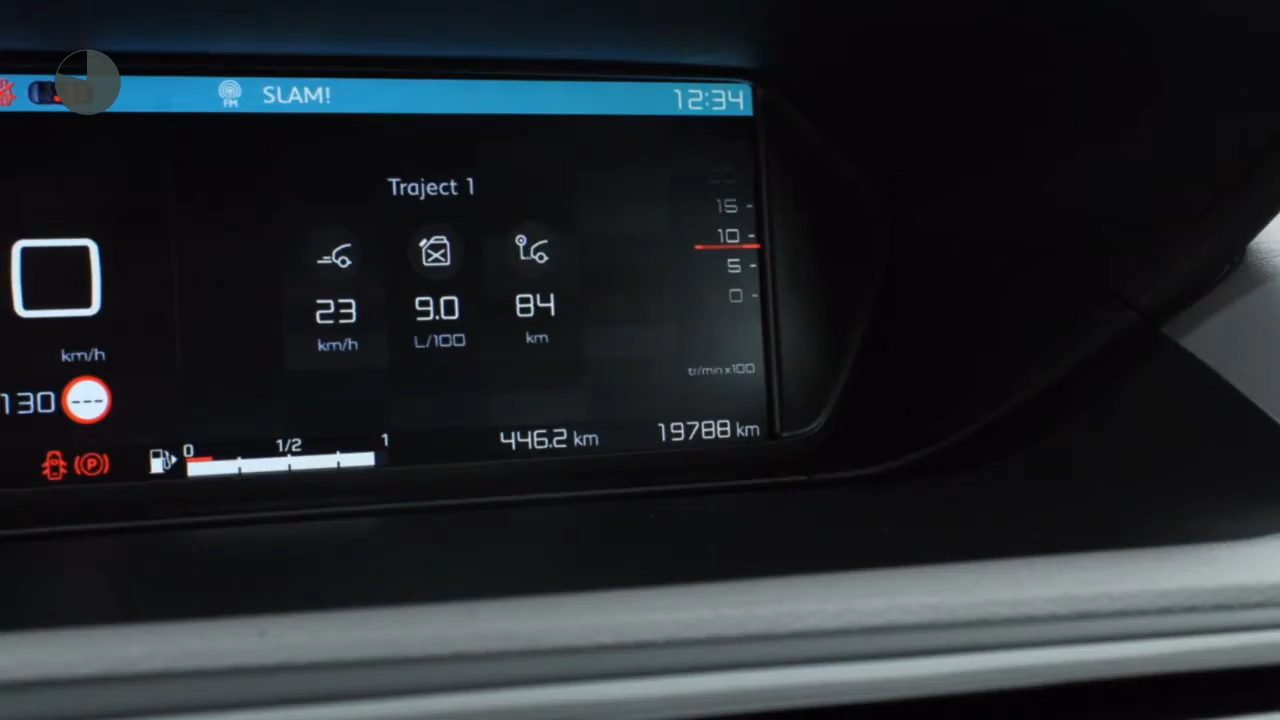 FM SLAM! 12:34
Traject 1
15
10
5
0
23 9.0 84
km/h L/100 km
km/h
tr/min x100
130 ---
P 0 1/2 1 446.2 km 19788 km